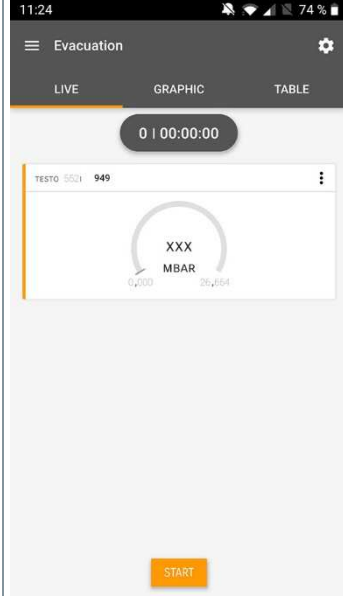 11:24 74 %
Evacuation
LIVE GRAPHIC TABLE
0 | 00:00:00
TESTO 552I 949
XXX
MBAR
0,000 26,664
START